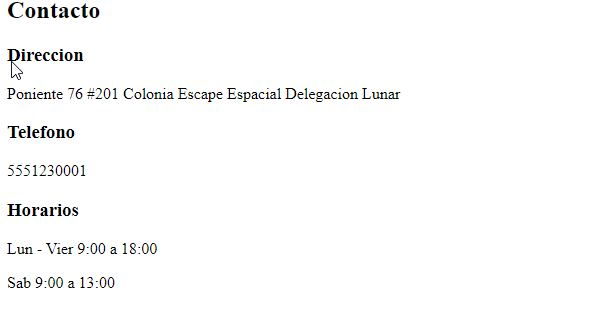 Contacto
Direccion
Poniente 76 #201 Colonia Escape Espacial Delegacion Lunar
Telefono
5551230001
Horarios
Lun - Vier 9:00 a 18:00
Sab 9:00 a 13:00